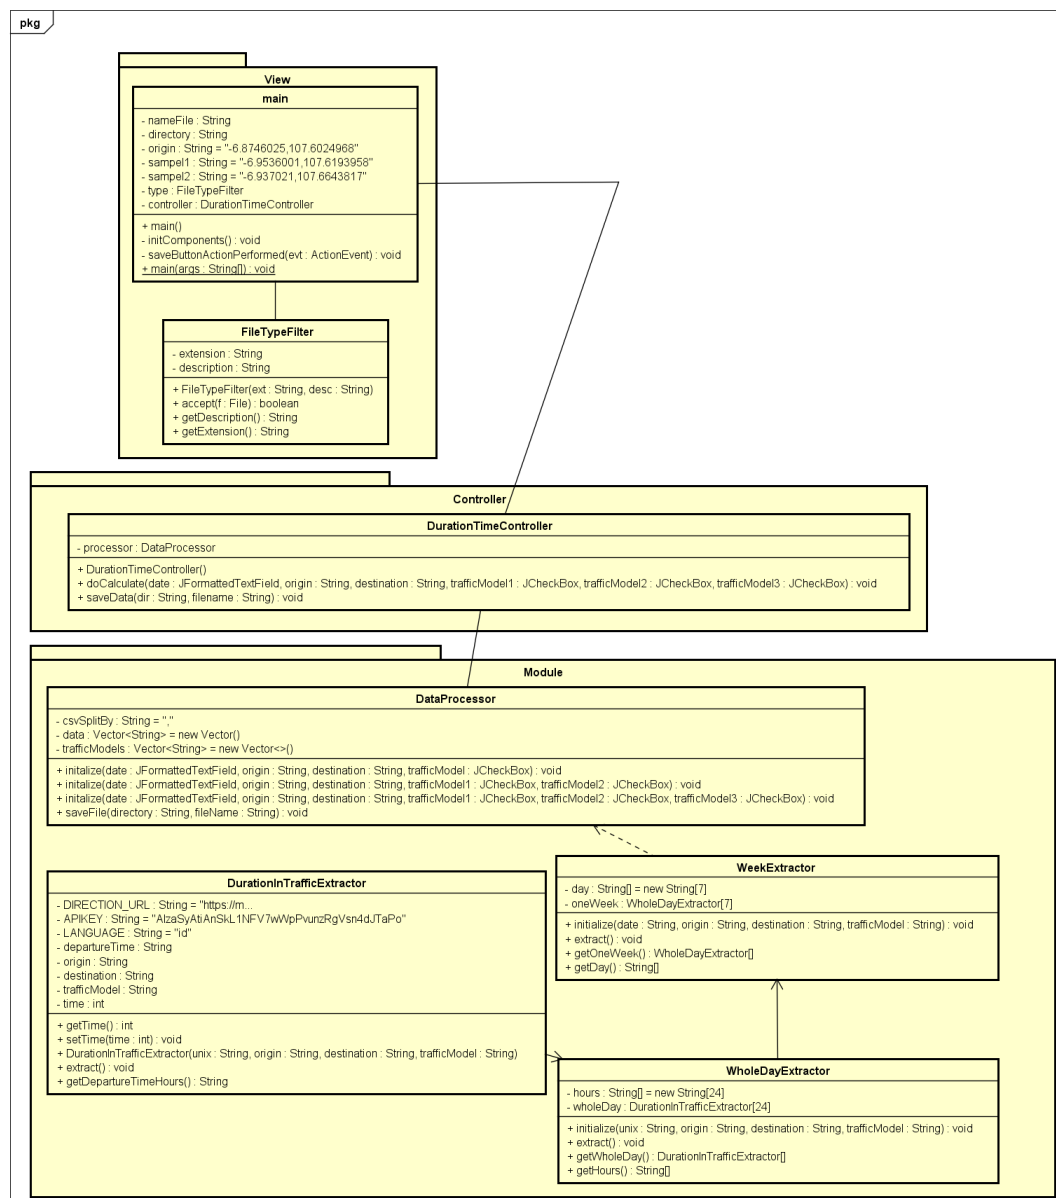 pkg
View
main
- nameFile : String
- directory : String
- origin : String = "-6.8746025,107.6024968"
- sampel1 : String = "-6.9536001,107.6193958"
- sampel2 : String = "-6.937021,107.6643817"
- type : FileTypeFilter
- controller : DurationTimeController
+ main()
- initComponents() : void
- saveButtonActionPerformed(evt : ActionEvent) : void
+ main(args : String[]) : void
FileTypeFilter
- extension : String
- description : String
+ FileTypeFilter(ext : String, desc : String)
+ accept(f : File) : boolean
+ getDescription() : String
+ getExtension() : String
Controller
DurationTimeController
- processor : DataProcessor
+ DurationTimeController()
+ doCalculate(date : JFormattedTextField, origin : String, destination : String, trafficModel1 : JCheckBox, trafficModel2 : JCheckBox, trafficModel3 : JCheckBox) : void
+ saveData(dir : String, filename : String) : void
Module
DataProcessor
- csvSplitBy : String = ","
- data : Vector<String> = new Vector()
- trafficModels : Vector<String> = new Vector<>()
+ initalize(date : JFormattedTextField, origin : String, destination : String, trafficModel : JCheckBox) : void
+ initalize(date : JFormattedTextField, origin : String, destination : String, trafficModel1 : JCheckBox, trafficModel2 : JCheckBox) : void
+ initalize(date : JFormattedTextField, origin : String, destination : String, trafficModel1 : JCheckBox, trafficModel2 : JCheckBox, trafficModel3 : JCheckBox) : void
+ saveFile(directory : String, fileName : String) : void
DurationInTrafficExtractor
- DIRECTION_URL : String = "https://m...
- APIKEY : String = "AIzaSyAtiAnSkL1NFV7wWpPvunzRgVsn4dJTaPo"
- LANGUAGE : String = "id"
- departureTime : String
- origin : String
- destination : String
- trafficModel : String
- time : int
+ getTime() : int
+ setTime(time : int) : void
+ DurationInTrafficExtractor(unix : String, origin : String, destination : String, trafficModel : String)
+ extract() : void
+ getDepartureTimeHours() : String
WeekExtractor
- day : String[] = new String[7]
- oneWeek : WholeDayExtractor[7]
+ initialize(date : String, origin : String, destination : String, trafficModel : String) : void
+ extract() : void
+ getOneWeek() : WholeDayExtractor[]
+ getDay() : String[]
WholeDayExtractor
- hours : String[] = new String[24]
- wholeDay : DurationInTrafficExtractor[24]
+ initialize(unix : String, origin : String, destination : String, trafficModel : String) : void
+ extract() : void
+ getWholeDay() : DurationInTrafficExtractor[]
+ getHours() : String[]